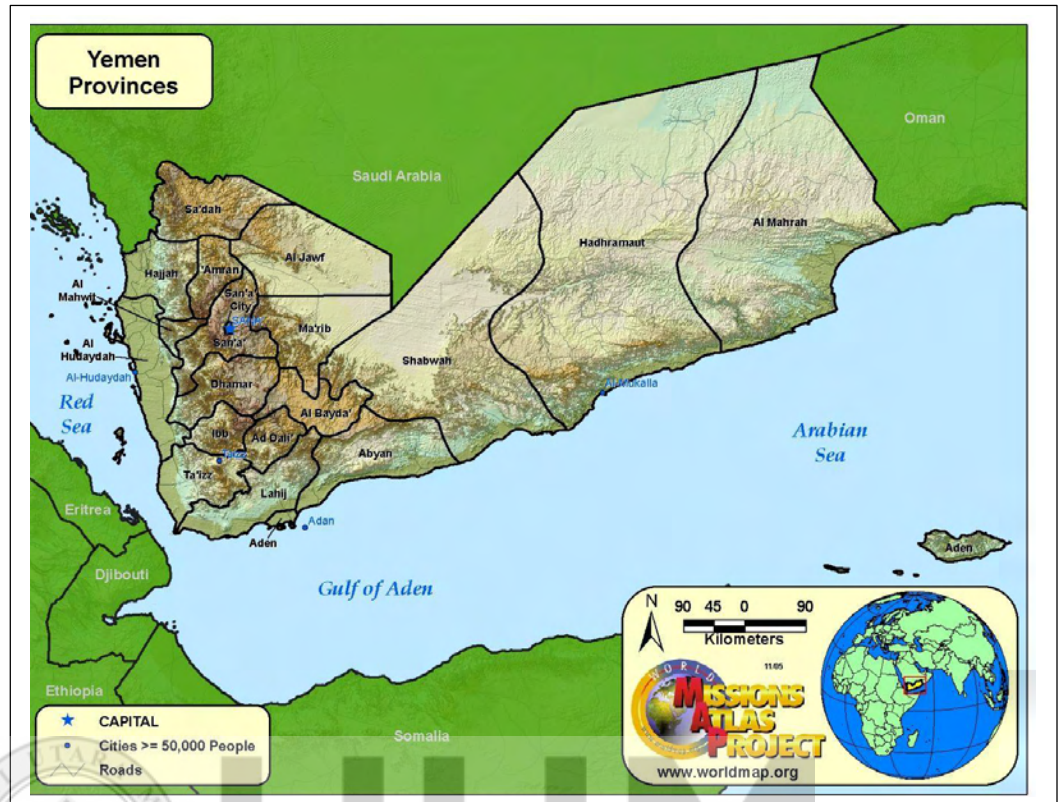 Yemen
Provinces
Oman
Saudi Arabia
Sa'dah
Al Mahrah
Hadhramaut
Al Jawf
'Amran
Hajjah
Al
Mahwit
San'a'
City
Ma'rib
San'a'
Al
Hudaydah
Shabwah
Al-Hudaydah
Dhamar
Al-Mukalla
Red
Sea
Al Bayda'
Ibb
Ad Dali'
Arabian
Sea
Abyan
Ta'izz
Lahij
Eritrea
Adan
Aden
Aden
Djibouti
Gulf of Aden
N
90 45 0 90
Kilometers
11/05
WORLD
MISSIONS
ATLAS
PROJECT
www.worldmap.org
Ethiopia
Somalia
CAPITAL
Cities >= 50,000 People
Roads